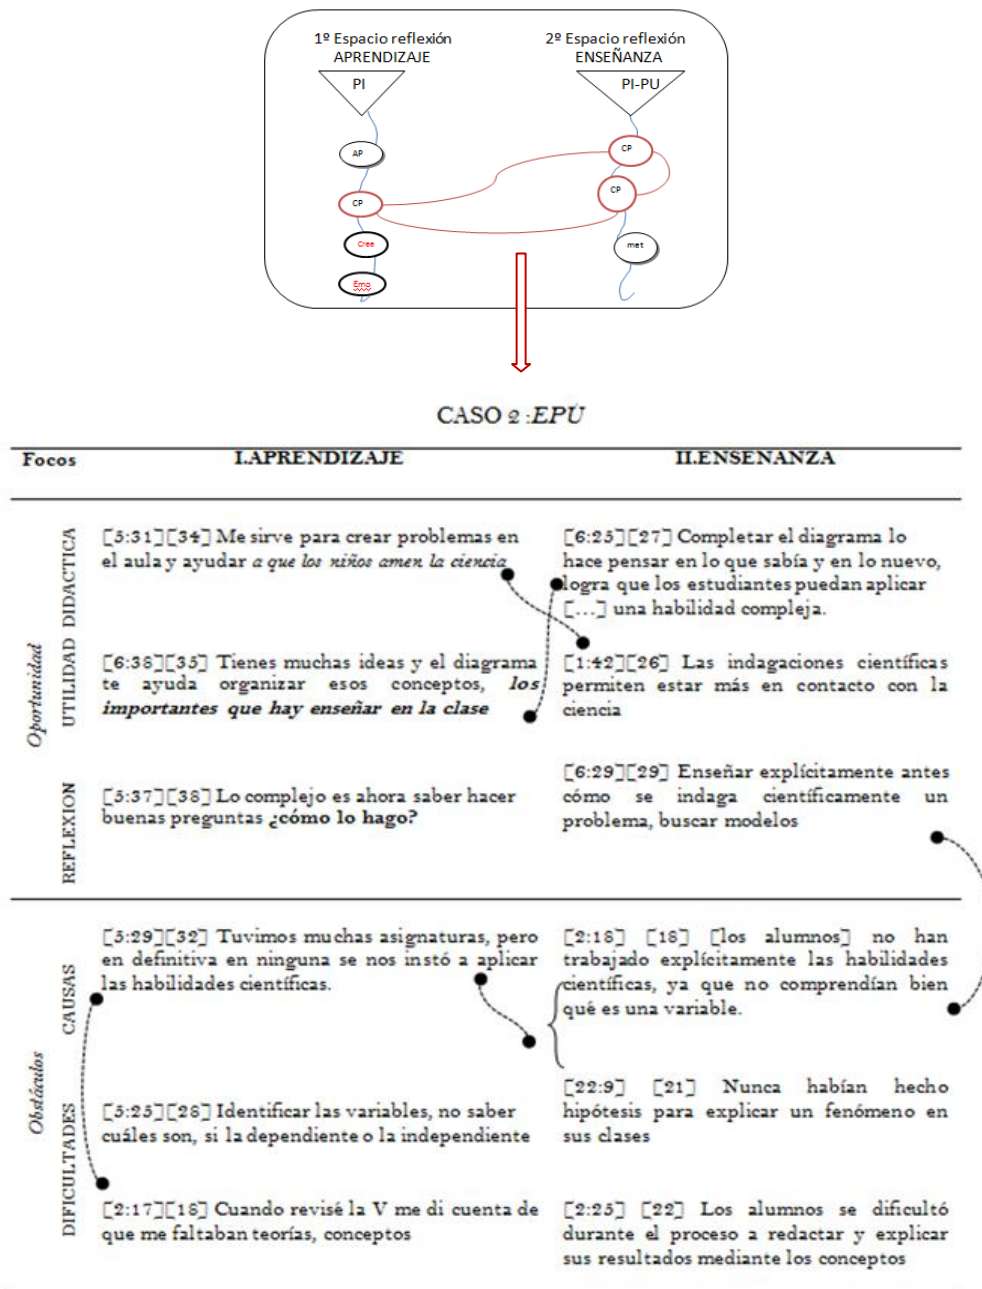 1º Espacio reflexión
APRENDIZAJE
2º Espacio reflexión
ENSEÑANZA
PI
PI-PU
AP
CP
CP
CP
Cree
met
Emo
CASO 2 :EPÚ
Focos
I.APRENDIZAJE
II.ENSENANZA
Oportunidad
UTILIDAD DIDACTICA
[5:31][34] Me sirve para crear problemas en
el aula y ayudar a que los niños amen la ciencia
[6:25][27] Completar el diagrama lo
hace pensar en lo que sabía y en lo nuevo,
logra que los estudiantes puedan aplicar
[...] una habilidad compleja.
[6:38][35] Tienes muchas ideas y el diagrama
te ayuda organizar esos conceptos, los
importantes que hay enseñar en la clase
[1:42][26] Las indagaciones científicas
permiten estar más en contacto con la
ciencia
REFLEXION
[5:37][38] Lo complejo es ahora saber hacer
buenas preguntas ¿cómo lo hago?
[6:29][29] Enseñar explícitamente antes
cómo se indaga científicamente un
problema, buscar modelos
Obstáculos
CAUSAS
[5:29][32] Tuvimos muchas asignaturas, pero
en definitiva en ninguna se nos instó a aplicar
las habilidades científicas.
[2:18] [18] [los alumnos] no han
trabajado explícitamente las habilidades
científicas, ya que no comprendían bien
qué es una variable.
[22:9] [21] Nunca habían hecho
hipótesis para explicar un fenómeno en
sus clases
DIFICULTADES
[5:25][28] Identificar las variables, no saber
cuáles son, si la dependiente o la independiente
[2:17][18] Cuando revisé la V me di cuenta de
que me faltaban teorías, conceptos
[2:25] [22] Los alumnos se dificultó
durante el proceso a redactar y explicar
sus resultados mediante los conceptos